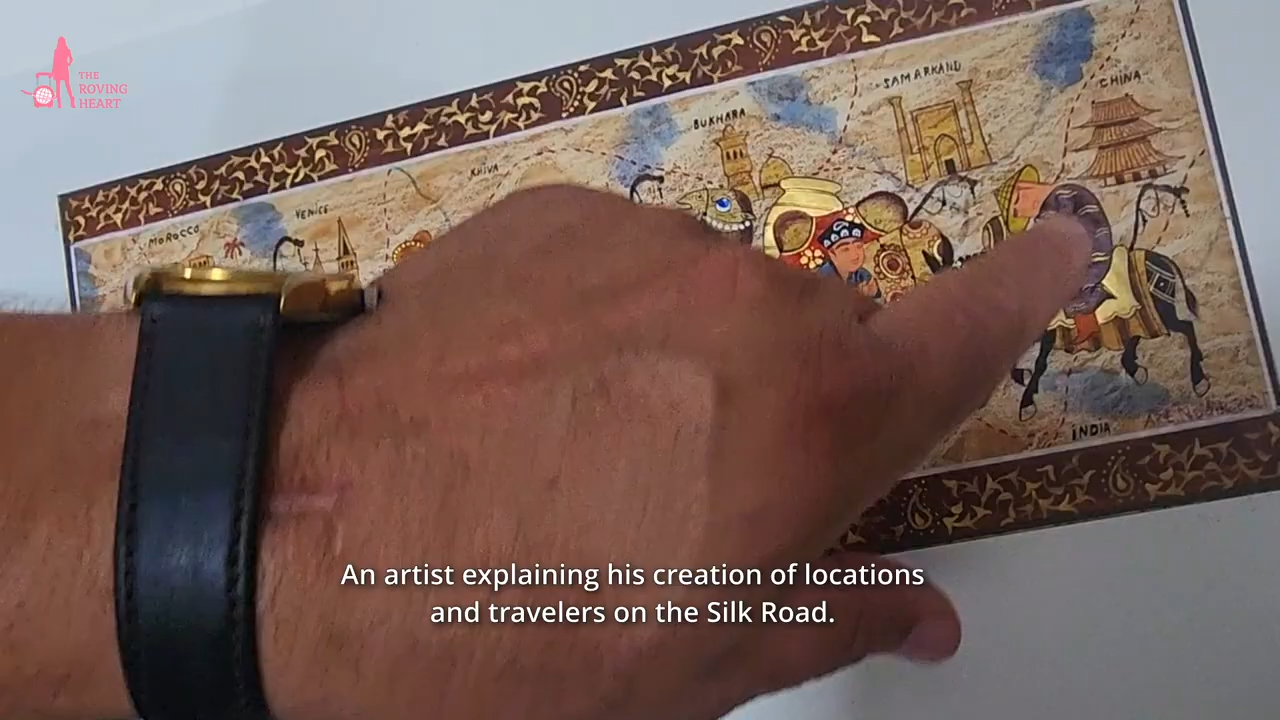 THE
ROVING
HEART
MOROCCO
VENICE
KHIVA
BUKHARA
SAMARKAND
CHINA
INDIA
An artist explaining his creation of locations
and travelers on the Silk Road.